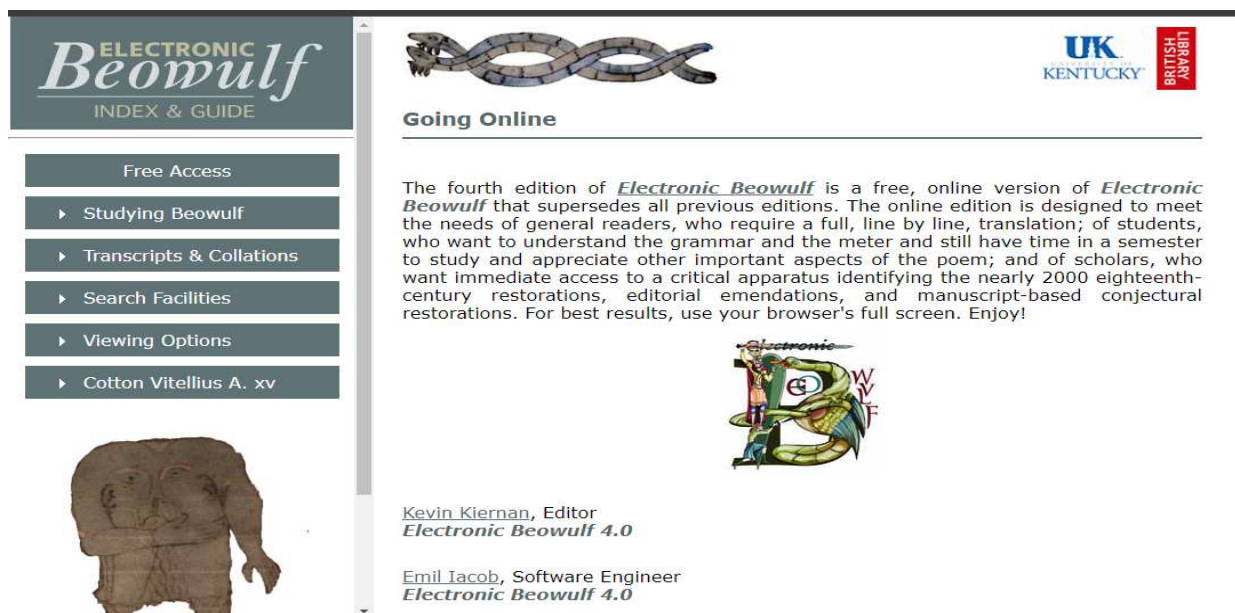 ELECTRONIC
Beowulf
INDEX & GUIDE
Free Access
Studying Beowulf
Transcripts & Collations
Search Facilities
Viewing Options
Cotton Vitellius A. xv
UK
UNIVERSITY OF
KENTUCKY
BRITISH
LIBRARY
Going Online
The fourth edition of Electronic Beowulf is a free, online version of Electronic
Beowulf that supersedes all previous editions. The online edition is designed to meet
the needs of general readers, who require a full, line by line, translation; of students,
who want to understand the grammar and the meter and still have time in a semester
to study and appreciate other important aspects of the poem; and of scholars, who
want immediate access to a critical apparatus identifying the nearly 2000 eighteenth-
century restorations, editorial emendations, and manuscript-based conjectural
restorations. For best results, use your browser's full screen. Enjoy!
Electronic
BEOWVLF
Kevin Kiernan, Editor
Electronic Beowulf 4.0
Emil Iacob, Software Engineer
Electronic Beowulf 4.0